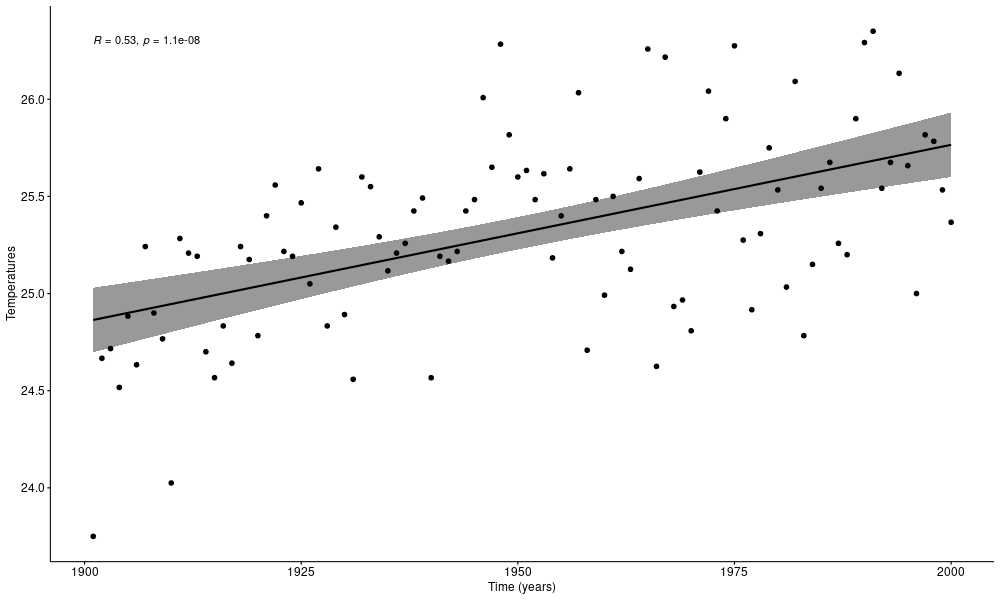 R = 0.53, p = 1.1e-08
26.0
25.5
25.0
24.5
24.0
Temperatures
1900 1925 1950 1975 2000
Time (years)